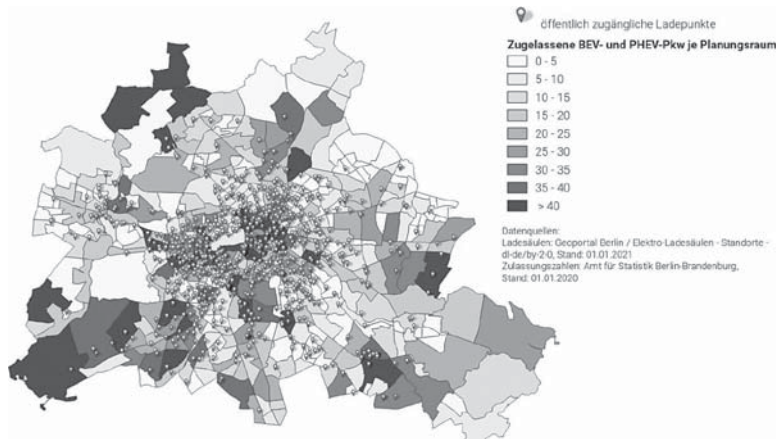 öffentlich zugängliche Ladepunkte
Zugelassene BEV- und PHEV-Pkw je Planungsraum
0 - 5
5 - 10
10 - 15
15 - 20
20 - 25
25 - 30
30 - 35
35 - 40
> 40
Datenquellen:
Ladesäulen: Geoportal Berlin / Elektro-Ladesäulen - Standorte -
dl-de/by-2-0, Stand: 01.01.2021
Zulassungszahlen: Amt für Statistik Berlin-Brandenburg,
Stand: 01.01.2020